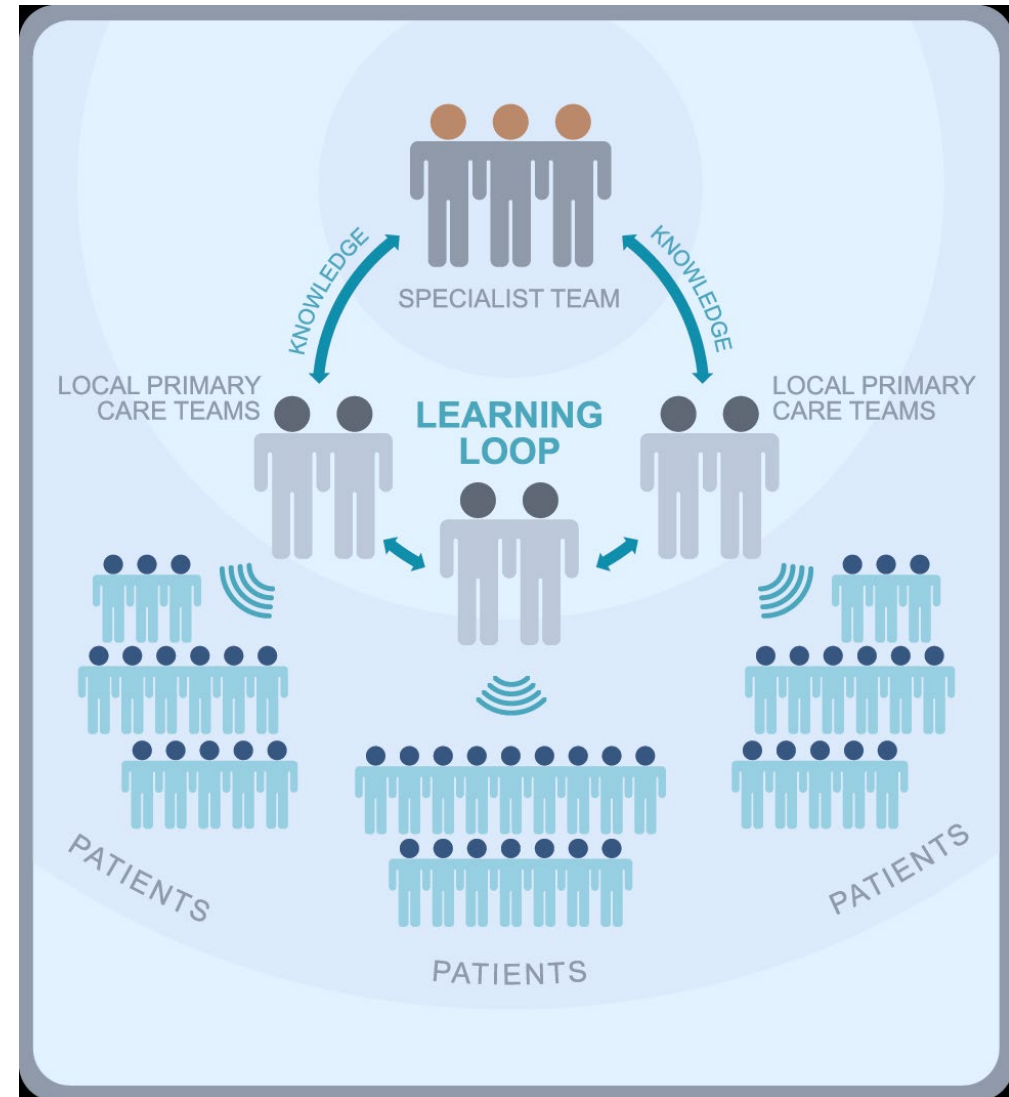 KNOWLEDGE
KNOWLEDGE
SPECIALIST TEAM
LOCAL PRIMARY
CARE TEAMS
LEARNING
LOOP
LOCAL PRIMARY
CARE TEAMS
PATIENTS
PATIENTS
PATIENTS